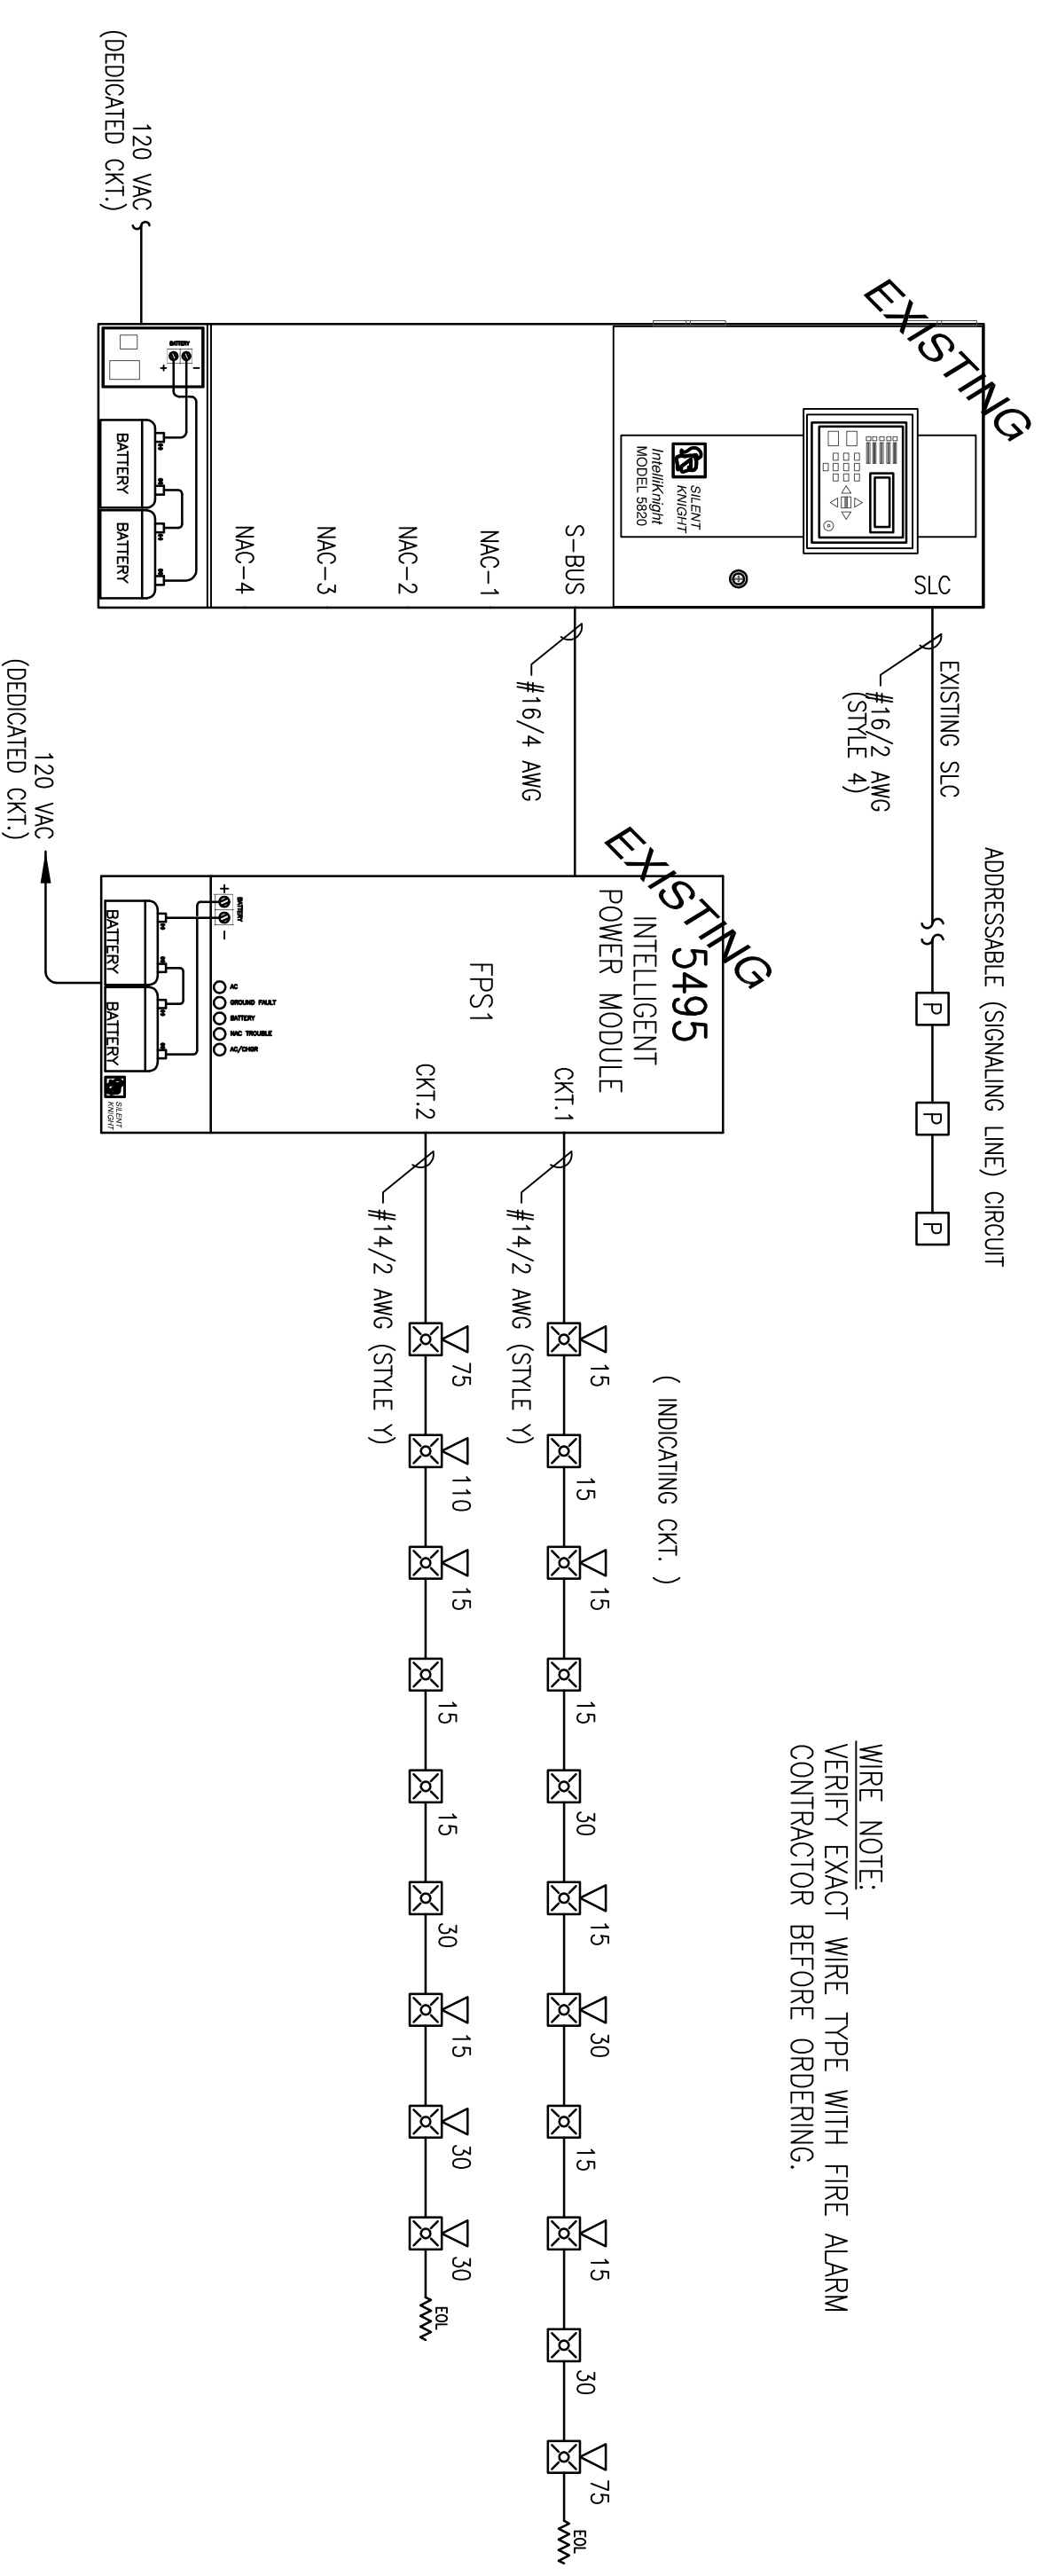 EXISTING
SLC
SILENT
KNIGHT
IntelliKnight
MODEL 5820
S-BUS
NAC-1
NAC-2
NAC-3
NAC-4
BATTERY
-
+
BATTERY
BATTERY
120 VAC
(DEDICATED CKT.)
EXISTING SLC
#16/2 AWG
(STYLE 4)
#16/4 AWG
ADDRESSABLE (SIGNALING LINE) CIRCUIT
P
P
P
EXISTING
5495
INTELLIGENT
POWER MODULE
FPS1
CKT.1
CKT.2
+
BATTERY
-
AC
GROUND FAULT
BATTERY
NAC TROUBLE
AC/CHGR
BATTERY
BATTERY
SILENT
KNIGHT
120 VAC
(DEDICATED CKT.)
( INDICATING CKT. )
15
15
15
15
30
15
30
15
15
30
75
EOL
#14/2 AWG (STYLE Y)
75
110
15
15
15
30
15
30
30
EOL
#14/2 AWG (STYLE Y)
WIRE NOTE:
VERIFY EXACT WIRE TYPE WITH FIRE ALARM
CONTRACTOR BEFORE ORDERING.